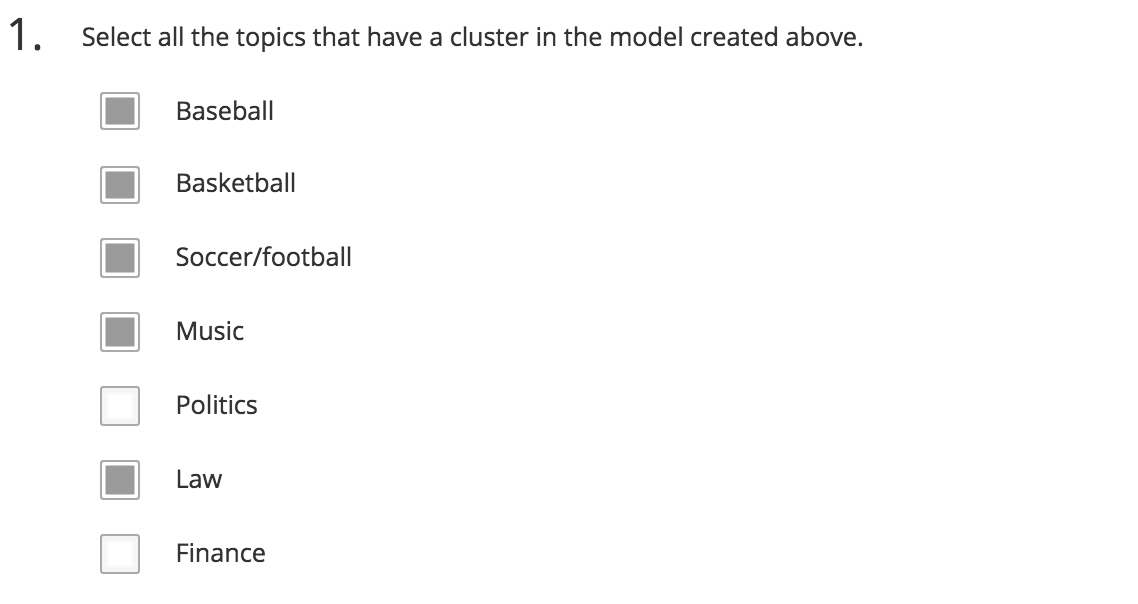 1. Select all the topics that have a cluster in the model created above.
Baseball
Basketball
Soccer/football
Music
Politics
Law
Finance